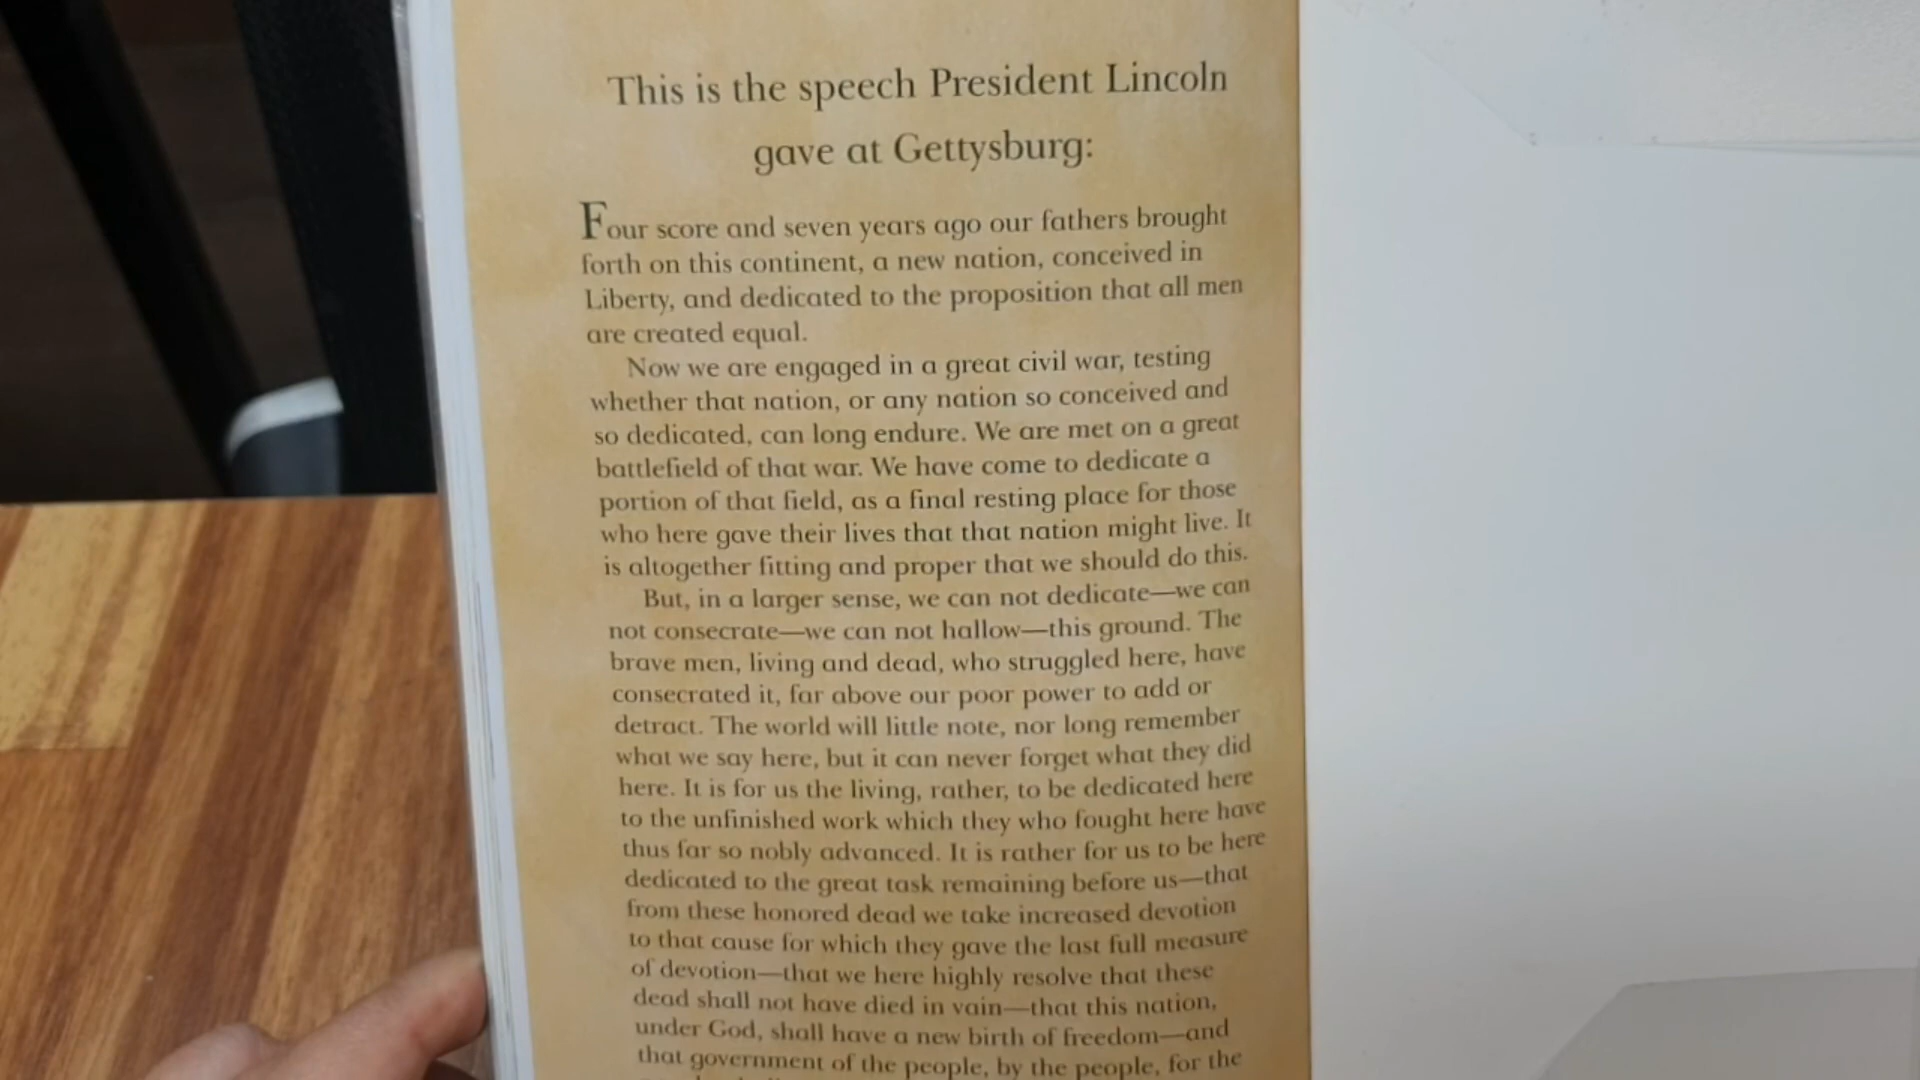 This is the speech President Lincoln
gave at Gettysburg:
Four score and seven years ago our fathers brought
forth on this continent, a new nation, conceived in
Liberty, and dedicated to the proposition that all men
are created equal.
Now we are engaged in a great civil war, testing
whether that nation, or any nation so conceived and
so dedicated, can long endure. We are met on a great
battlefield of that war. We have come to dedicate a
portion of that field, as a final resting place for those
who here gave their lives that that nation might live. It
is altogether fitting and proper that we should do this.
But, in a larger sense, we can not dedicate—we can
not consecrate—we can not hallow—this ground. The
brave men, living and dead, who struggled here, have
consecrated it, far above our poor power to add or
detract. The world will little note, nor long remember
what we say here, but it can never forget what they did
here. It is for us the living, rather, to be dedicated here
to the unfinished work which they who fought here have
thus far so nobly advanced. It is rather for us to be here
dedicated to the great task remaining before us—that
from these honored dead we take increased devotion
to that cause for which they gave the last full measure
of devotion—that we here highly resolve that these
dead shall not have died in vain—that this nation,
under God, shall have a new birth of freedom—and
that government of the people, by the people, for the